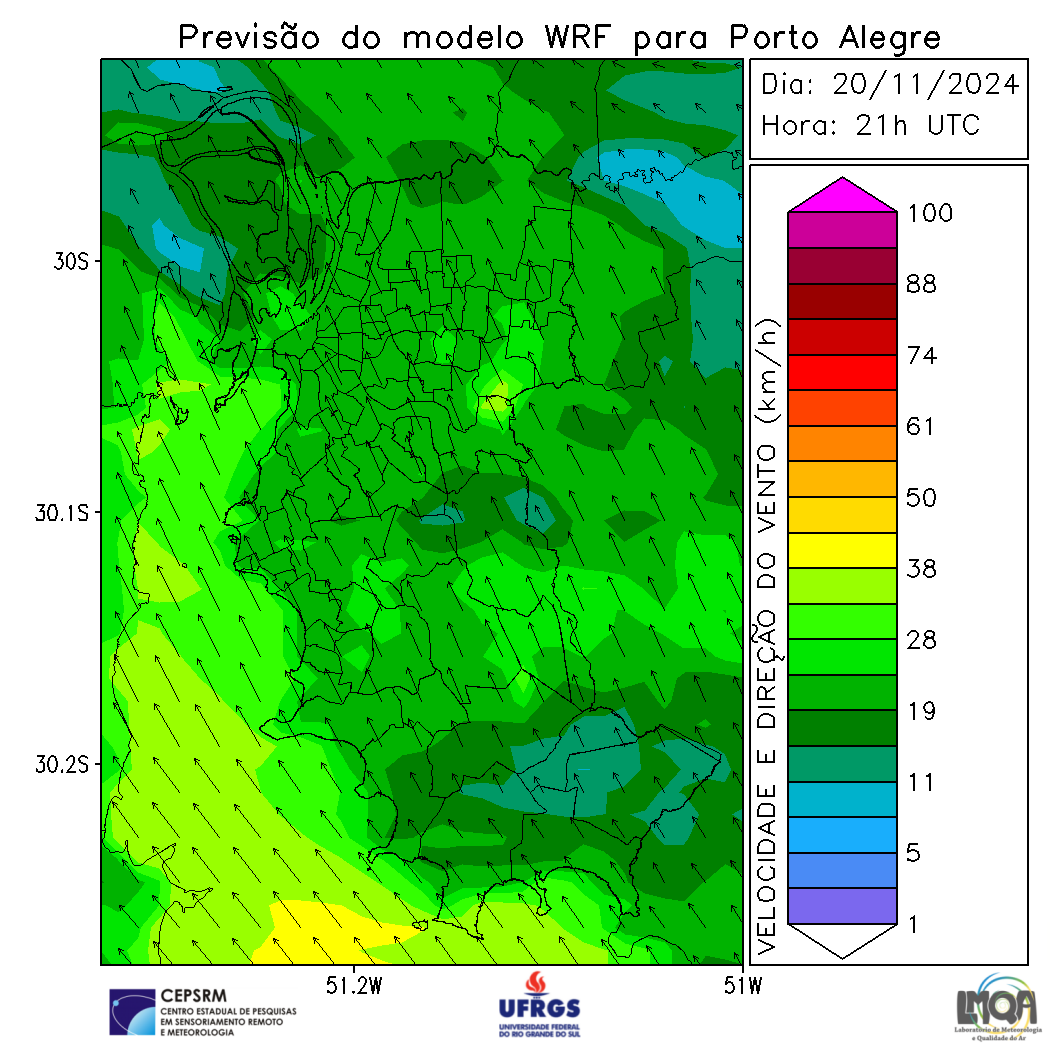 Previsão do modelo WRF para Porto Alegre
Dia: 20/11/2024
Hora: 21h UTC
30S
30.1S
30.2S
51.2W
51W
VELOCIDADE E DIREÇÃO DO VENTO (km/h)
100
88
74
61
50
38
28
19
11
5
1
CEPSRM
CENTRO ESTADUAL DE PESQUISAS
EM SENSORIAMENTO REMOTO
E METEOROLOGIA
UFRGS
UNIVERSIDADE FEDERAL
DO RIO GRANDE DO SUL
LMQA
Laboratório de Meteorologia
e Qualidade do Ar